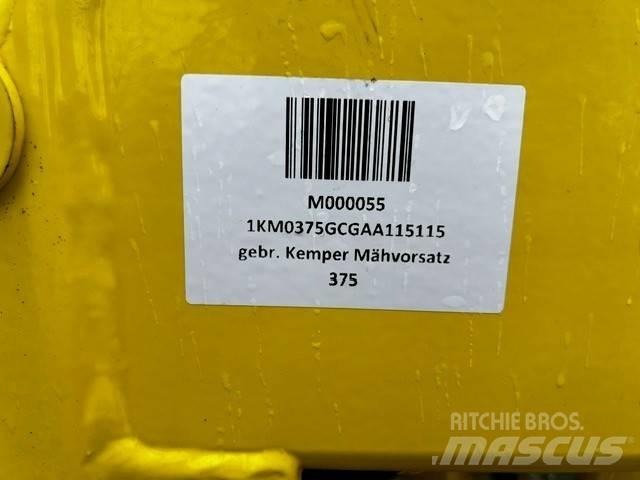 M000055
1KM0375GCGAA115115
gebr. Kemper Mähvorsatz
375
RITCHIE BROS.
MASCUS